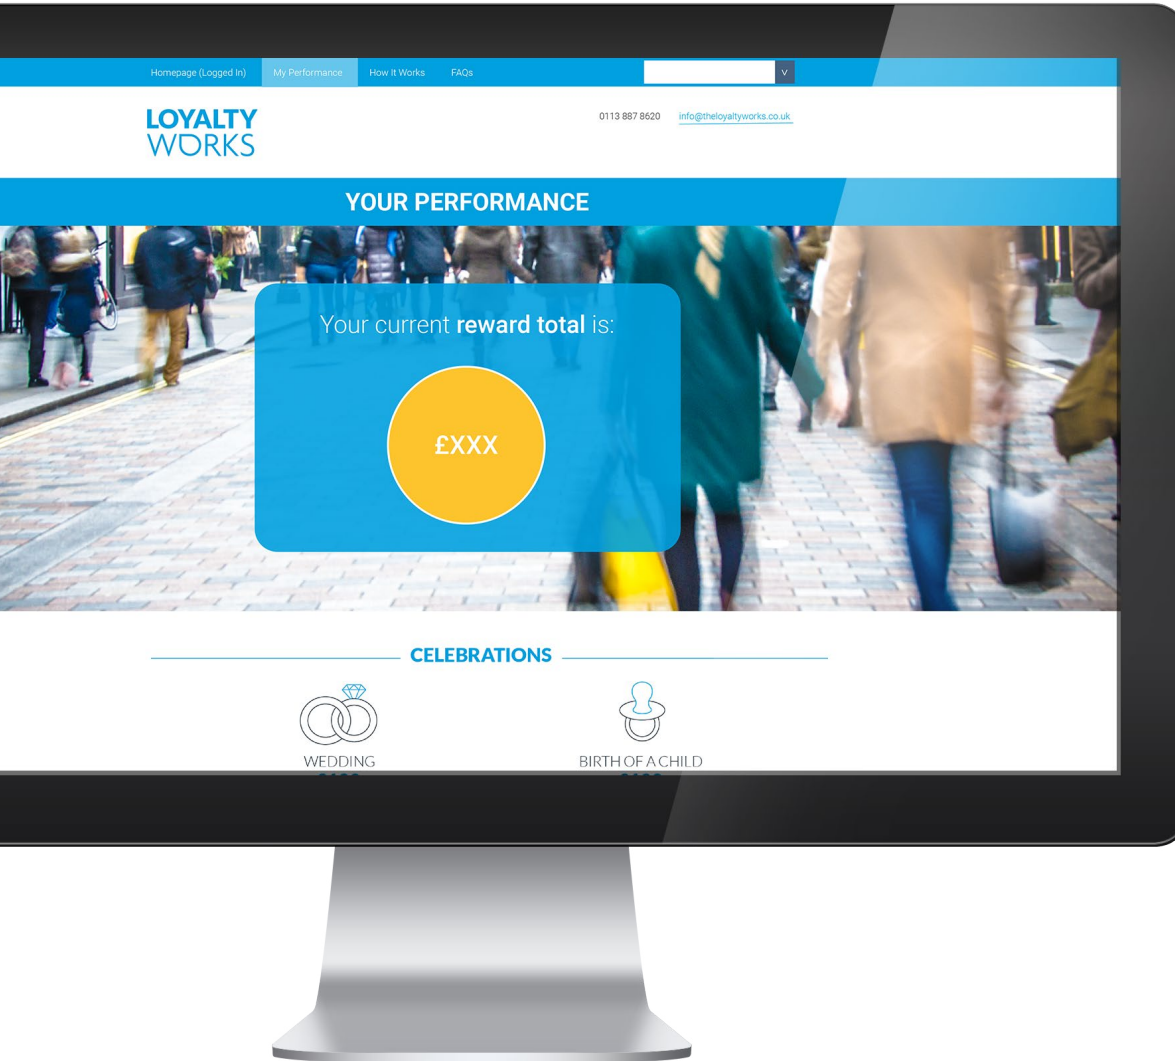 Homepage (Logged In) My Performance How It Works FAQs V
LOYALTY
WORKS
0113 887 8620 info@theloyaltyworks.co.uk
YOUR PERFORMANCE
Your current reward total is:
£XXX
CELEBRATIONS
WEDDING
BIRTH OF A CHILD